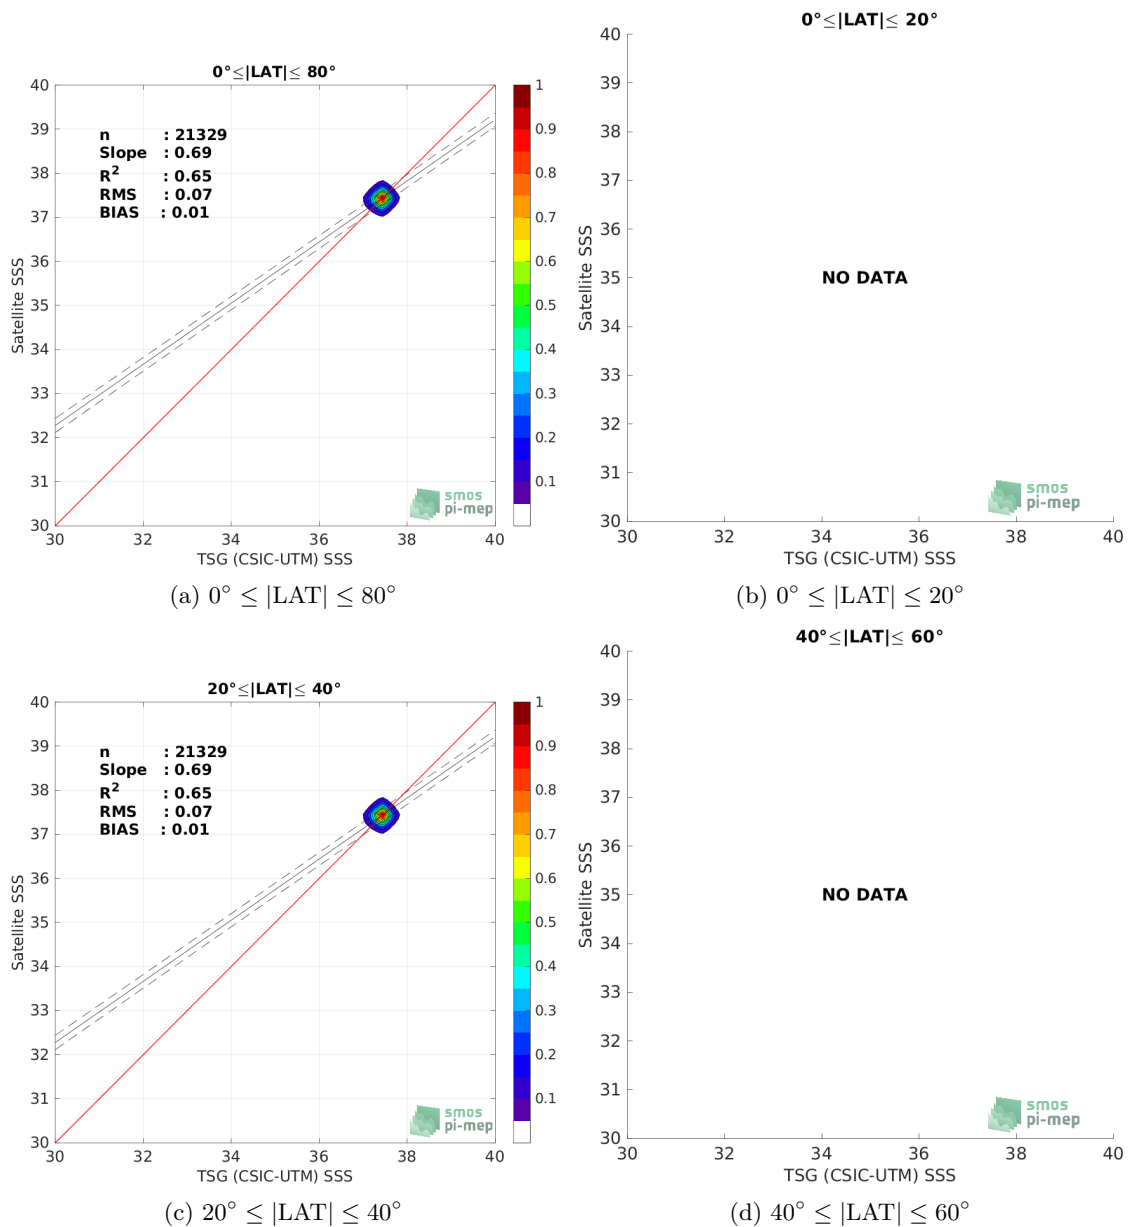 0°≤|LAT|≤ 80°
40
39
38
37
36
35
34
33
32
31
30
Satellite SSS
n : 21329
Slope : 0.69
R² : 0.65
RMS : 0.07
BIAS : 0.01
smos
pi-mep
30 32 34 36 38 40
TSG (CSIC-UTM) SSS
1
0.9
0.8
0.7
0.6
0.5
0.4
0.3
0.2
0.1
(a) 0° ≤ |LAT| ≤ 80°
0°≤|LAT|≤ 20°
40
39
38
37
36
35
34
33
32
31
30
Satellite SSS
NO DATA
smos
pi-mep
30 32 34 36 38 40
TSG (CSIC-UTM) SSS
(b) 0° ≤ |LAT| ≤ 20°
20°≤|LAT|≤ 40°
40
39
38
37
36
35
34
33
32
31
30
Satellite SSS
n : 21329
Slope : 0.69
R² : 0.65
RMS : 0.07
BIAS : 0.01
smos
pi-mep
30 32 34 36 38 40
TSG (CSIC-UTM) SSS
1
0.9
0.8
0.7
0.6
0.5
0.4
0.3
0.2
0.1
(c) 20° ≤ |LAT| ≤ 40°
40°≤|LAT|≤ 60°
40
39
38
37
36
35
34
33
32
31
30
Satellite SSS
NO DATA
smos
pi-mep
30 32 34 36 38 40
TSG (CSIC-UTM) SSS
(d) 40° ≤ |LAT| ≤ 60°